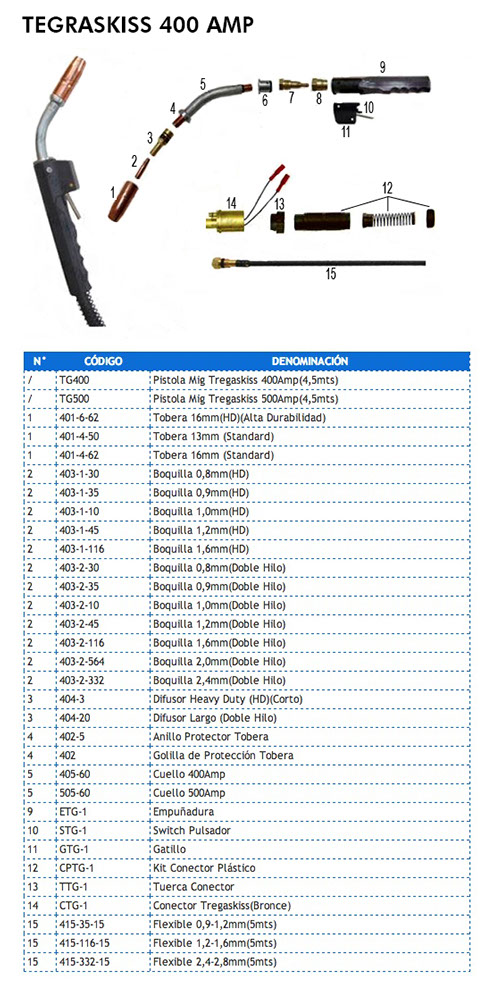 TEGRASKISS 400 AMP
1
2
3
4
5
6
7
8
9
10
11
12
13
14
15
N° CÓDIGO DENOMINACIÓN
/ TG400 Pistola Mig Tregaskiss 400Amp(4,5mts)
/ TG500 Pistola Mig Tregaskiss 500Amp(4,5mts)
1 401-6-62 Tobera 16mm(HD)(Alta Durabilidad)
1 401-4-50 Tobera 13mm (Standard)
1 401-4-62 Tobera 16mm (Standard)
2 403-1-30 Boquilla 0,8mm(HD)
2 403-1-35 Boquilla 0,9mm(HD)
2 403-1-10 Boquilla 1,0mm(HD)
2 403-1-45 Boquilla 1,2mm(HD)
2 403-1-116 Boquilla 1,6mm(HD)
2 403-2-30 Boquilla 0,8mm(Doble Hilo)
2 403-2-35 Boquilla 0,9mm(Doble Hilo)
2 403-2-10 Boquilla 1,0mm(Doble Hilo)
2 403-2-45 Boquilla 1,2mm(Doble Hilo)
2 403-2-116 Boquilla 1,6mm(Doble Hilo)
2 403-2-564 Boquilla 2,0mm(Doble Hilo)
2 403-2-332 Boquilla 2,4mm(Doble Hilo)
3 404-3 Difusor Heavy Duty (HD)(Corto)
3 404-20 Difusor Largo (Doble Hilo)
4 402-5 Anillo Protector Tobera
4 402 Golilla de Protección Tobera
5 405-60 Cuello 400Amp
5 505-60 Cuello 500Amp
9 ETG-1 Empuñadura
10 STG-1 Switch Pulsador
11 GTG-1 Gatillo
12 CPTG-1 Kit Conector Plástico
13 TTG-1 Tuerca Conector
14 CTG-1 Conector Tregaskiss(Bronce)
15 415-35-15 Flexible 0,9-1,2mm(5mts)
15 415-116-15 Flexible 1,2-1,6mm(5mts)
15 415-332-15 Flexible 2,4-2,8mm(5mts)